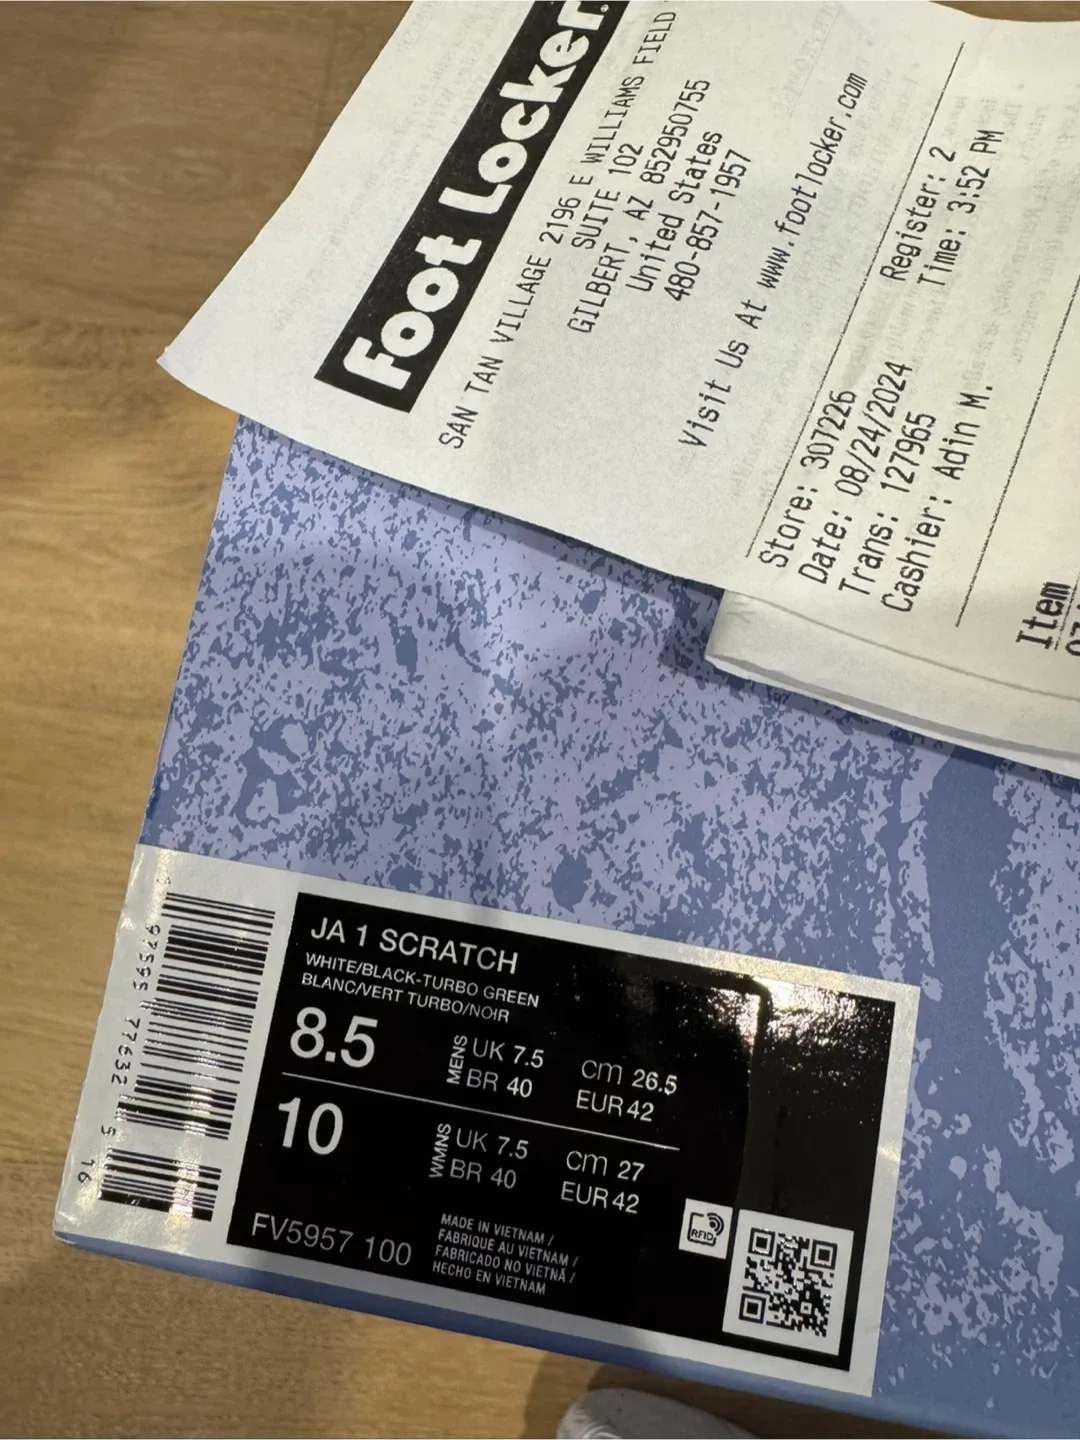 Foot Locker
SAN TAN VILLAGE 2196 E WILLIAMS FIELD
SUITE 102
GILBERT, AZ 852950755
United States
480-857-1957
Visit Us At www.footlocker.com
Store: 307226 Register: 2
Date: 08/24/2024 Time: 3:52 PM
Trans: 127965
Cashier: Adin M.
Item
JA 1 SCRATCH
WHITE/BLACK-TURBO GREEN
BLANC/VERT TURBO/NOIR
8.5 MENS UK 7.5 CM 26.5
BR 40 EUR 42
10 WMNS UK 7.5 CM 27
BR 40 EUR 42
FV5957 100
MADE IN VIETNAM /
FABRIQUE AU VIETNAM /
FABRICADO NO VIETNÃ /
HECHO EN VIETNAM
RFID
97595 77632 5 16